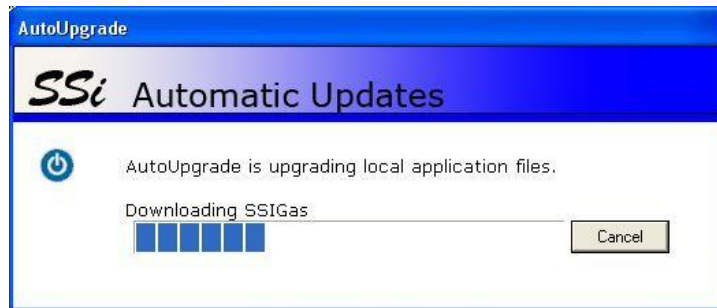 AutoUpgrade
SSi Automatic Updates
AutoUpgrade is upgrading local application files.
Downloading SSIGas
Cancel